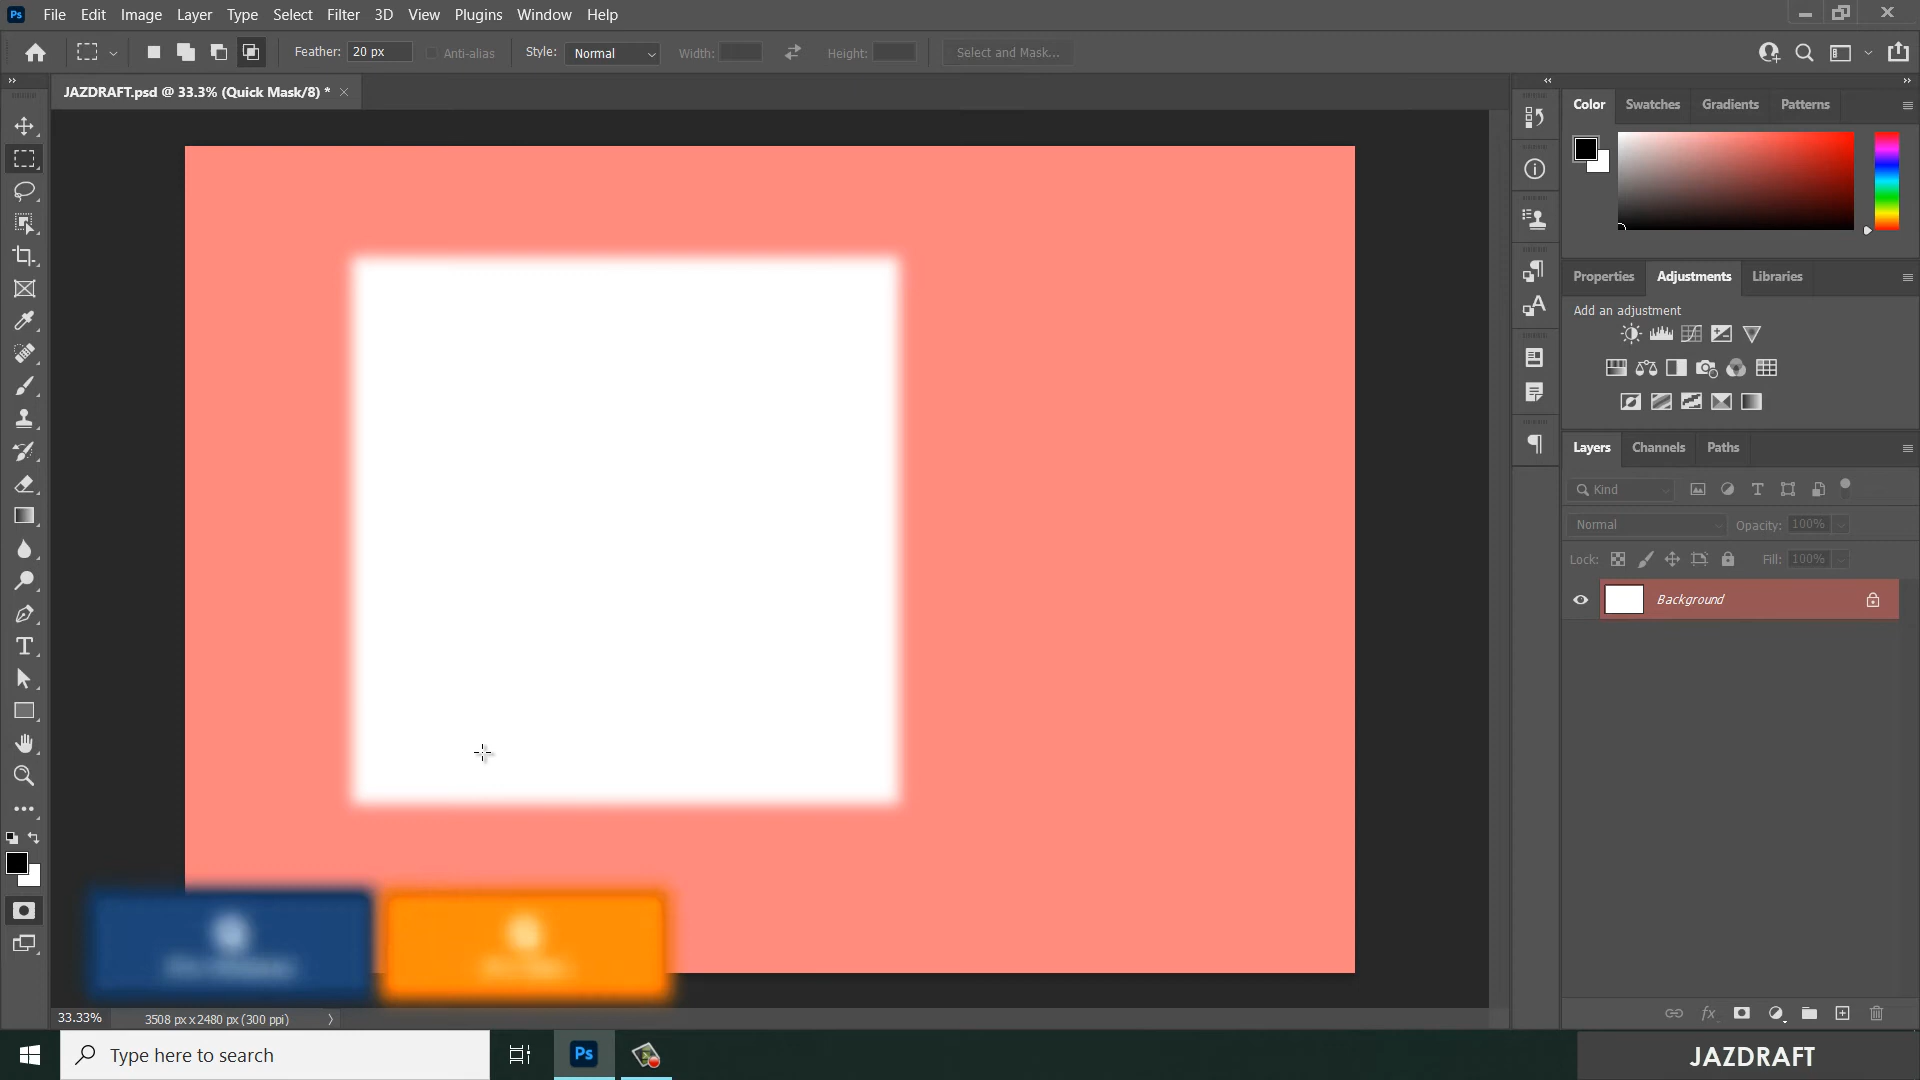 Ps File Edit Image Layer Type Select Filter 3D View Plugins Window Help
Feather: 20 px Anti-alias Style: Normal Width: Height: Select and Mask...
JAZDRAFT.psd @ 33.3% (Quick Mask/8) *
Color Swatches Gradients Patterns
Properties Adjustments Libraries
Add an adjustment
Layers Channels Paths
Kind
Normal Opacity: 100%
Lock: Fill: 100%
Background
33.33% 3508 px x 2480 px (300 ppi)
Type here to search
Ps
JAZDRAFT